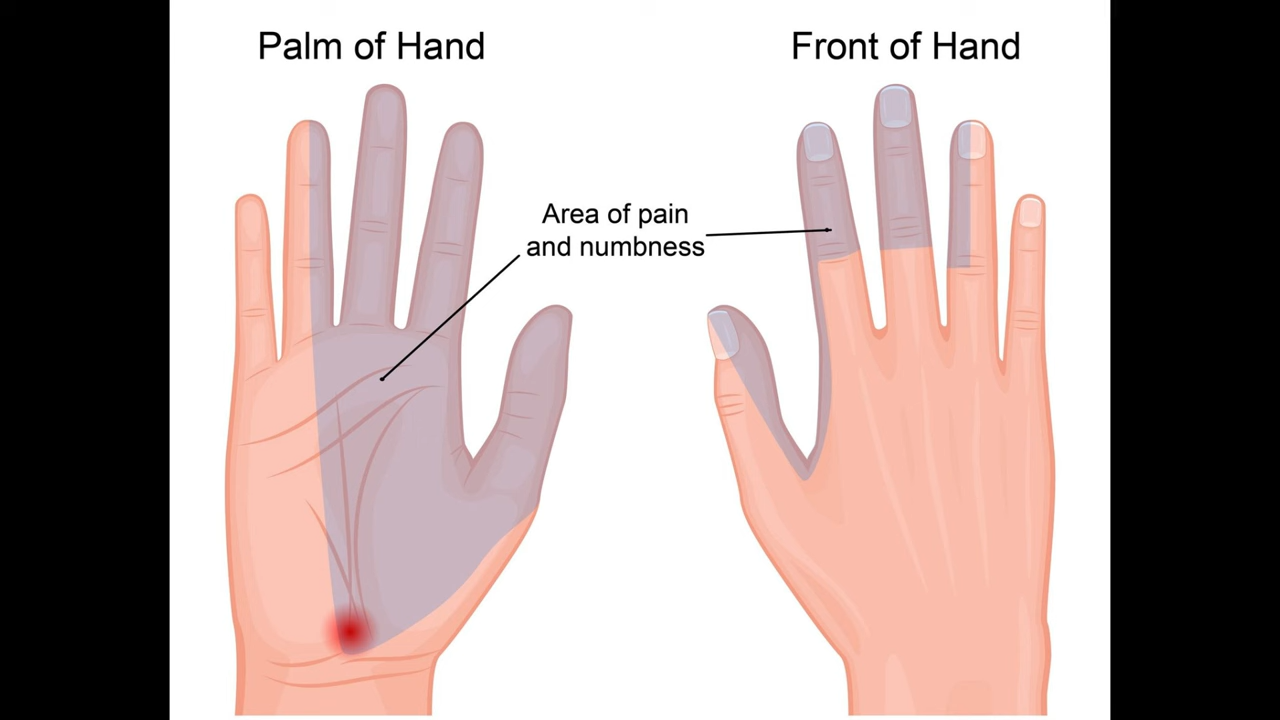 Palm of Hand
Front of Hand
Area of pain
and numbness